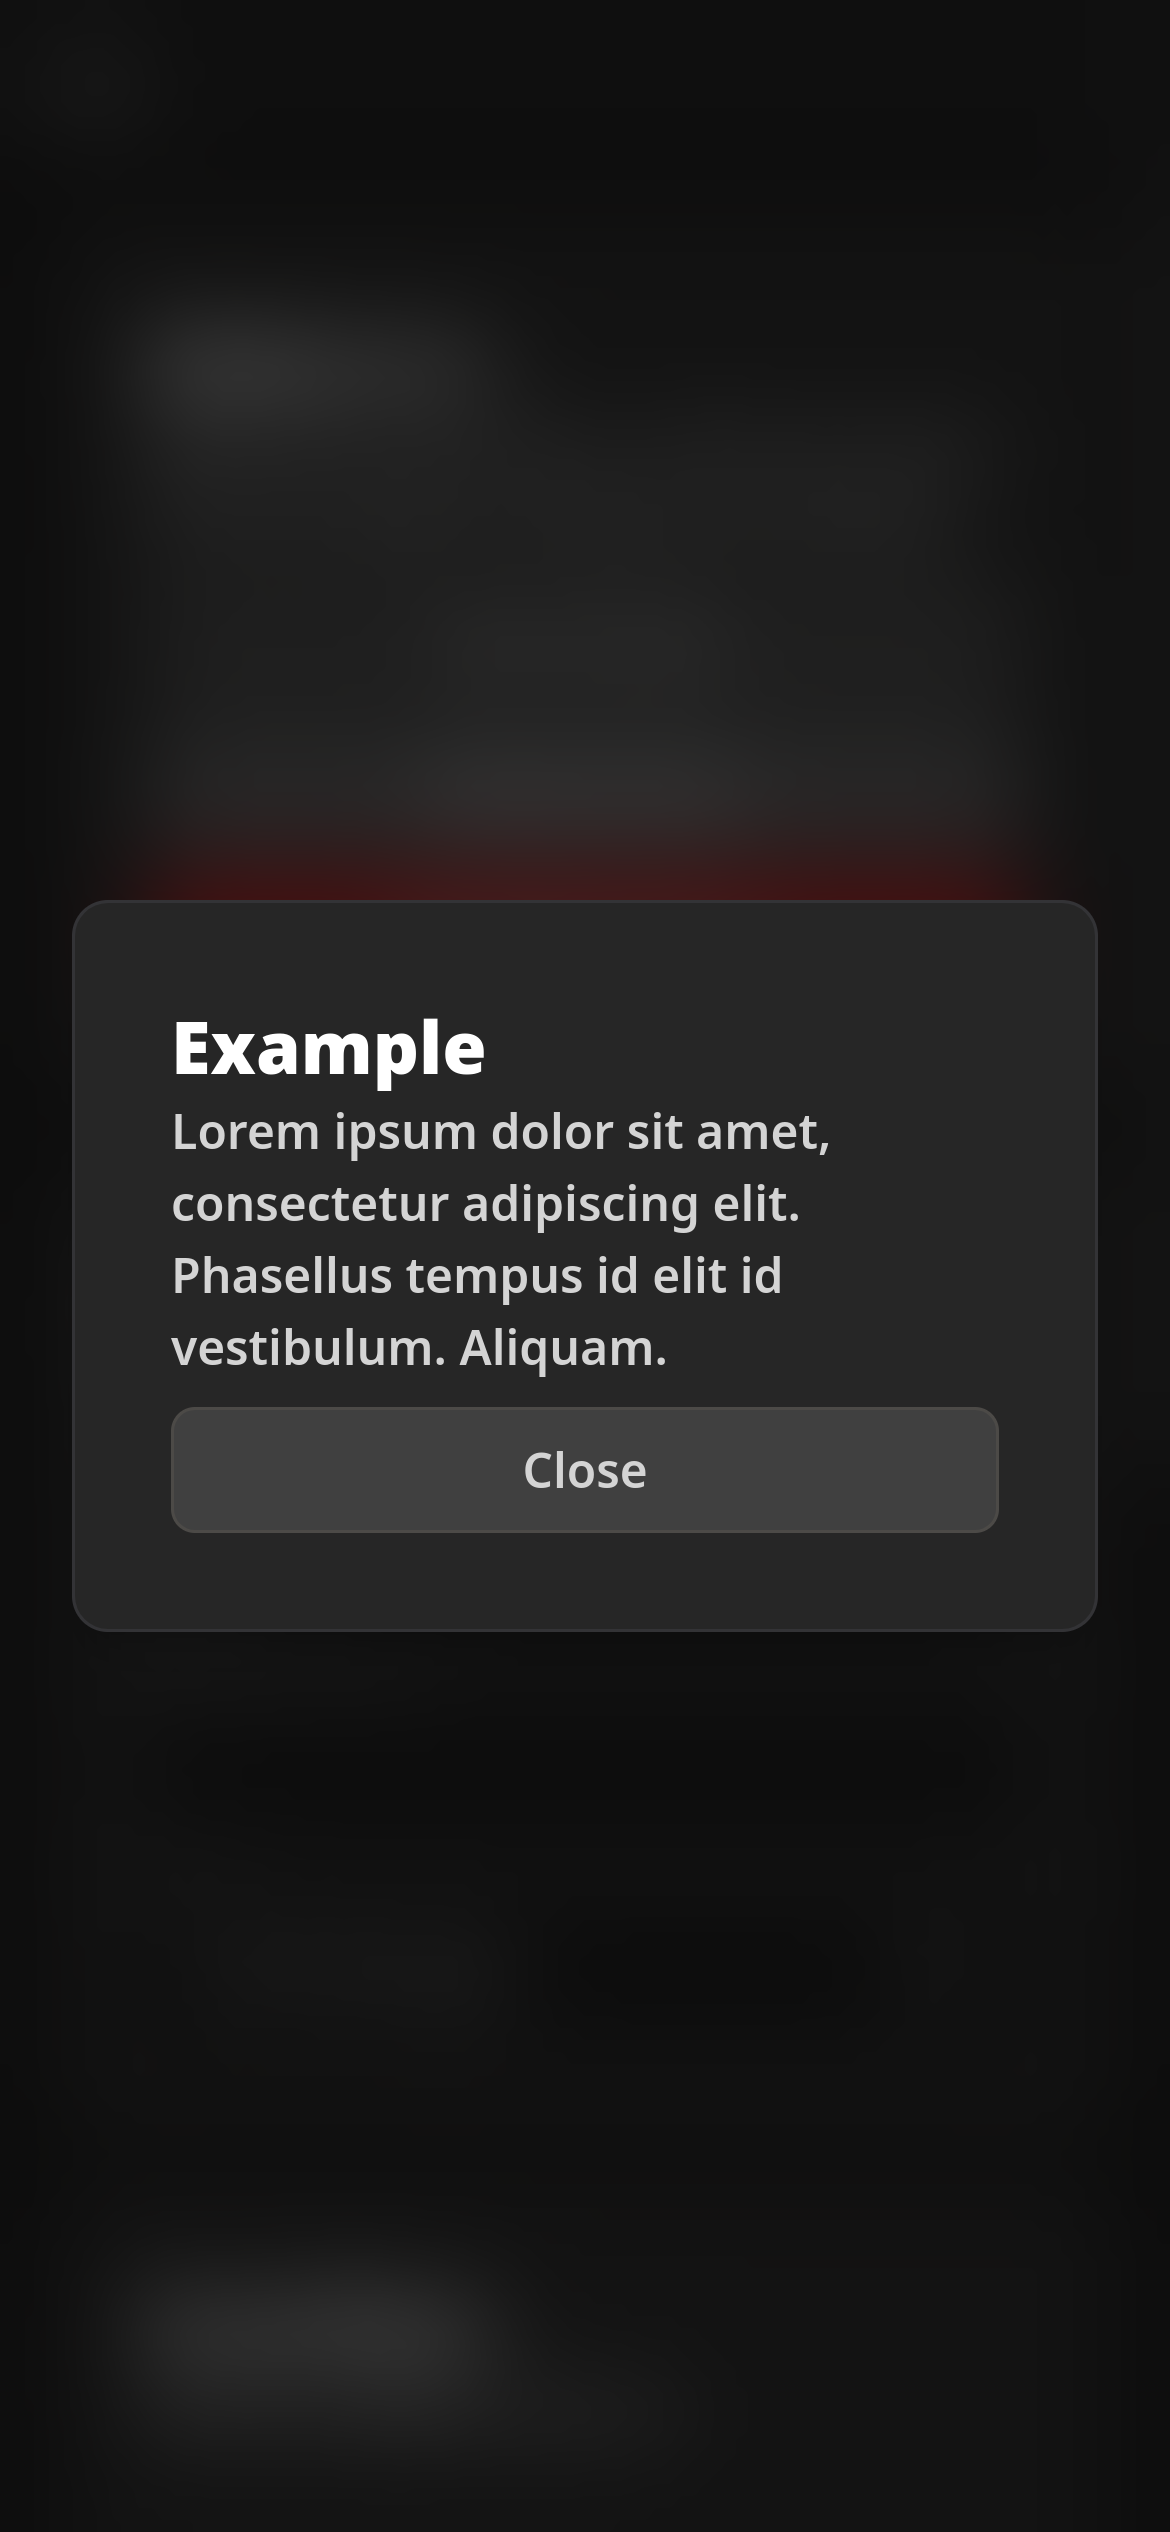 Example
Lorem ipsum dolor sit amet,
consectetur adipiscing elit.
Phasellus tempus id elit id
vestibulum. Aliquam.
Close